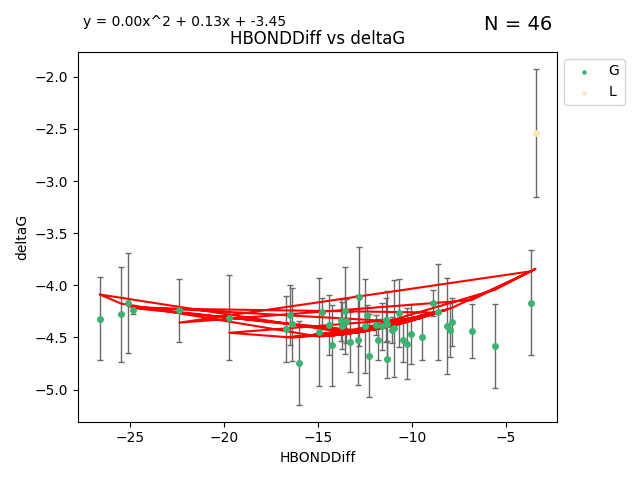 y = 0.00x^2 + 0.13x + -3.45
N = 46
HBONDDiff vs deltaG
G
L
−2.0
−2.5
−3.0
−3.5
−4.0
−4.5
−5.0
deltaG
−25 −20 −15 −10 −5
HBONDDiff